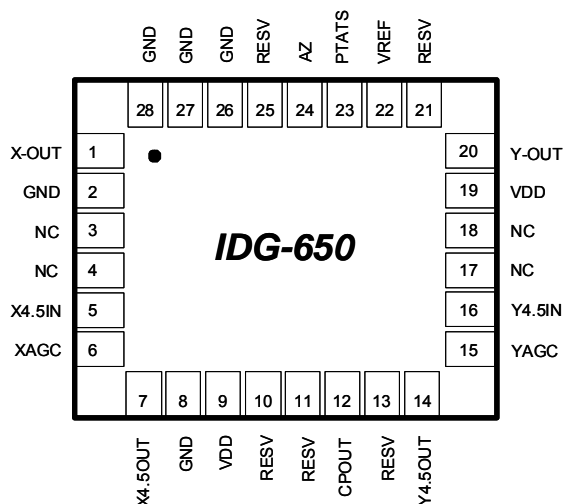 GND GND GND RESV AZ PTATS VREF RESV
28 27 26 25 24 23 22 21
X-OUT 1 20 Y-OUT
GND 2 19 VDD
NC 3 18 NC
NC 4 17 NC
X4.5IN 5 16 Y4.5IN
XAGC 6 15 YAGC
IDG-650
7 8 9 10 11 12 13 14
X4.5OUT GND VDD RESV RESV CPOUT RESV Y4.5OUT